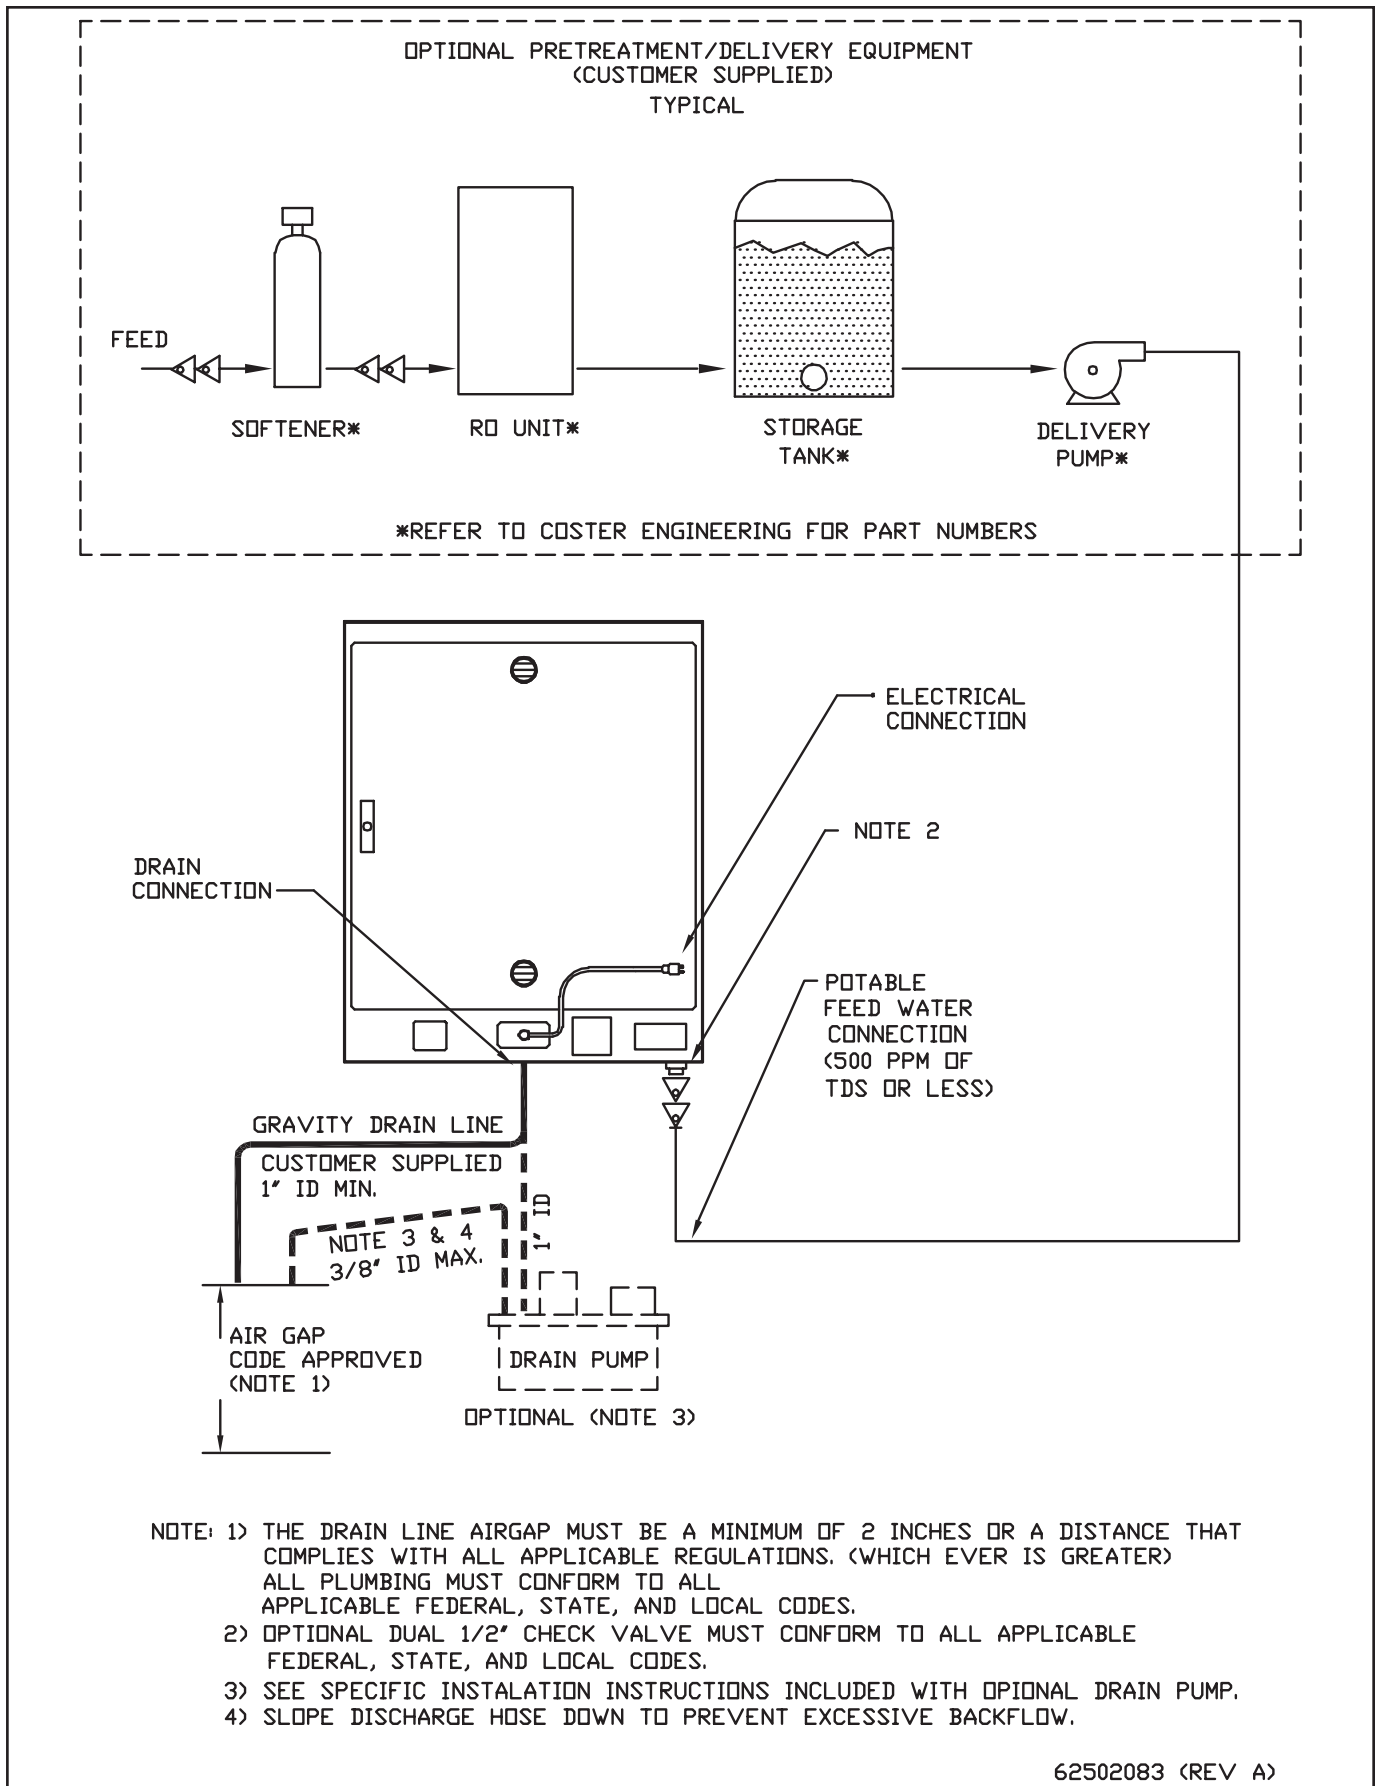 OPTIONAL PRETREATMENT/DELIVERY EQUIPMENT
(CUSTOMER SUPPLIED)
TYPICAL
FEED
SOFTENER*
RO UNIT*
STORAGE
TANK*
DELIVERY
PUMP*
*REFER TO COSTER ENGINEERING FOR PART NUMBERS
ELECTRICAL
CONNECTION
NOTE 2
DRAIN
CONNECTION
POTABLE
FEED WATER
CONNECTION
(500 PPM OF
TDS OR LESS)
GRAVITY DRAIN LINE
CUSTOMER SUPPLIED
1" ID MIN.
1" ID
NOTE 3 & 4
3/8" ID MAX.
AIR GAP
CODE APPROVED
(NOTE 1)
DRAIN PUMP
OPTIONAL (NOTE 3)
NOTE: 1) THE DRAIN LINE AIRGAP MUST BE A MINIMUM OF 2 INCHES OR A DISTANCE THAT
COMPLIES WITH ALL APPLICABLE REGULATIONS. (WHICH EVER IS GREATER)
ALL PLUMBING MUST CONFORM TO ALL
APPLICABLE FEDERAL, STATE, AND LOCAL CODES.
2) OPTIONAL DUAL 1/2" CHECK VALVE MUST CONFORM TO ALL APPLICABLE
FEDERAL, STATE, AND LOCAL CODES.
3) SEE SPECIFIC INSTALATION INSTRUCTIONS INCLUDED WITH OPIONAL DRAIN PUMP.
4) SLOPE DISCHARGE HOSE DOWN TO PREVENT EXCESSIVE BACKFLOW.
62502083 (REV A)